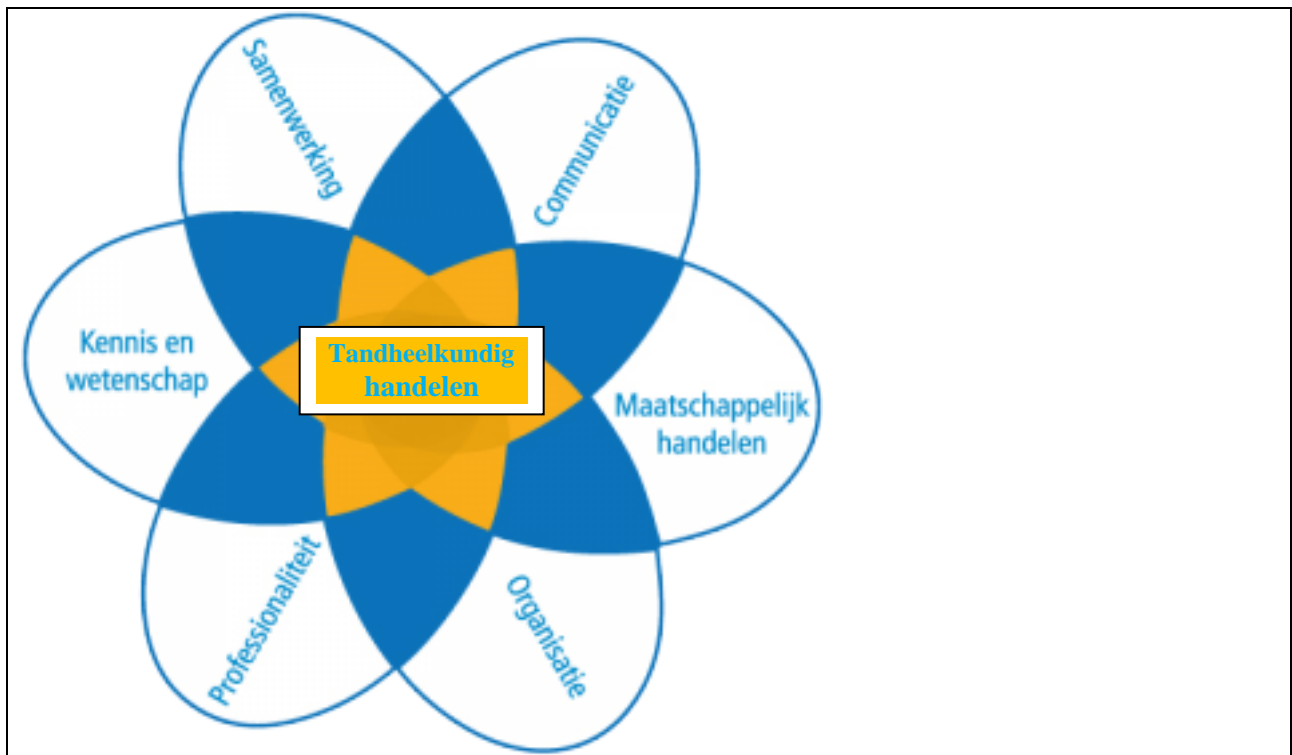 Samenwerking
Communicatie
Kennis en
wetenschap
Tandheelkundig
handelen
Maatschappelijk
handelen
Professionaliteit
Organisatie